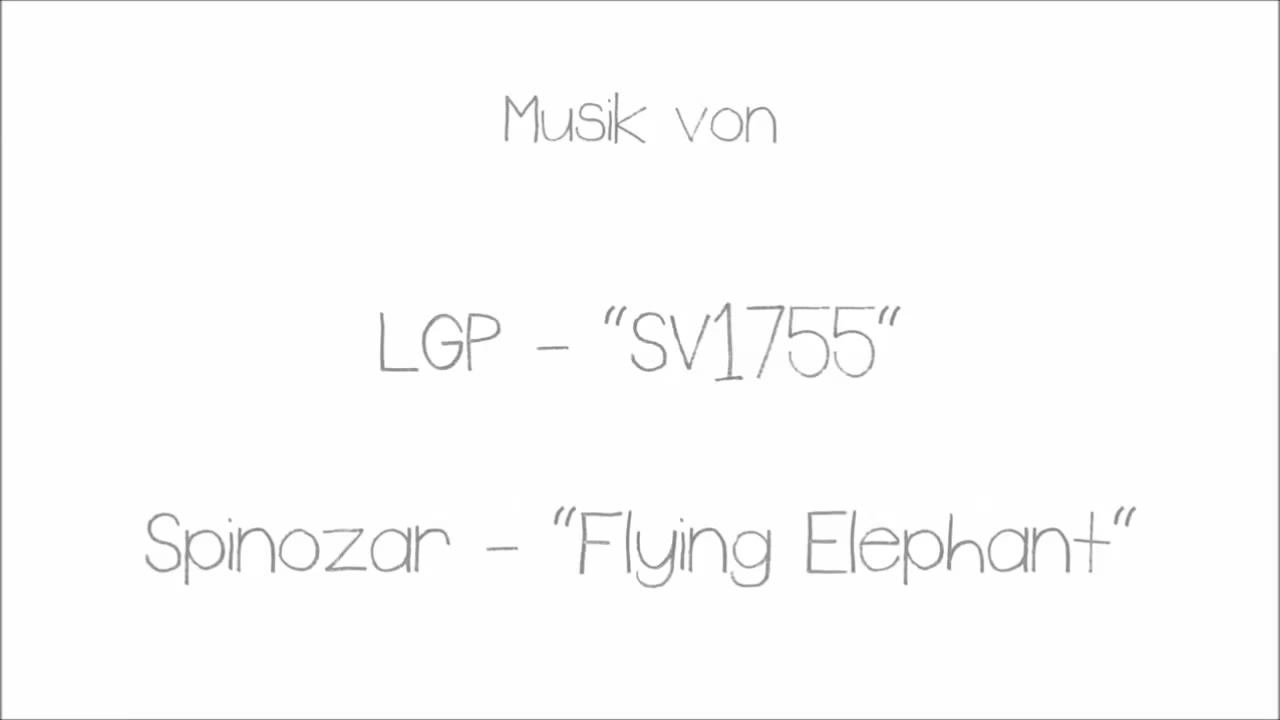 Musik von
LGP - “SV1755“
Spinozar - “Flying Elephant“